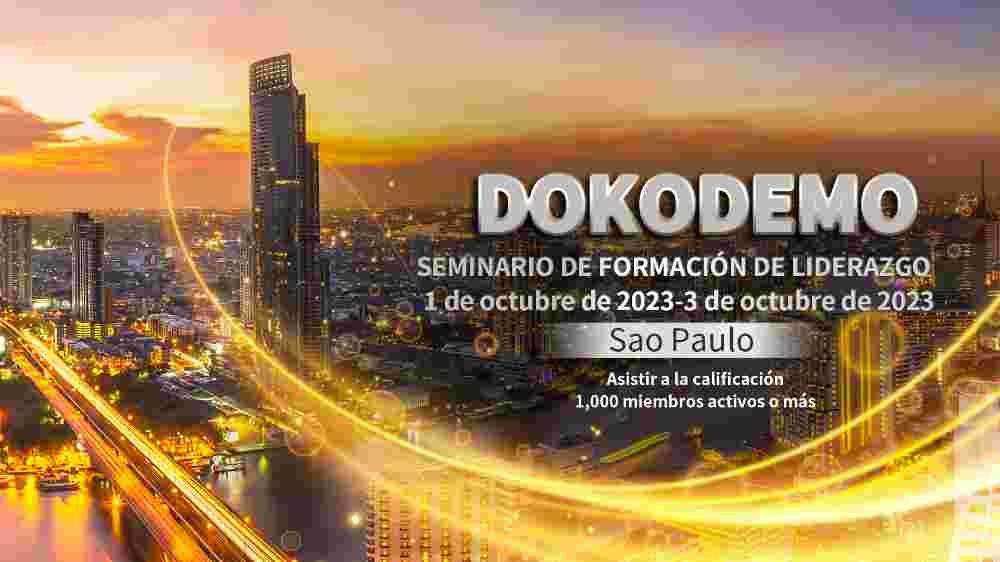 DOKODEMO
SEMINARIO DE FORMACIÓN DE LIDERAZGO
1 de octubre de 2023-3 de octubre de 2023
Sao Paulo
Asistir a la calificación
1,000 miembros activos o más